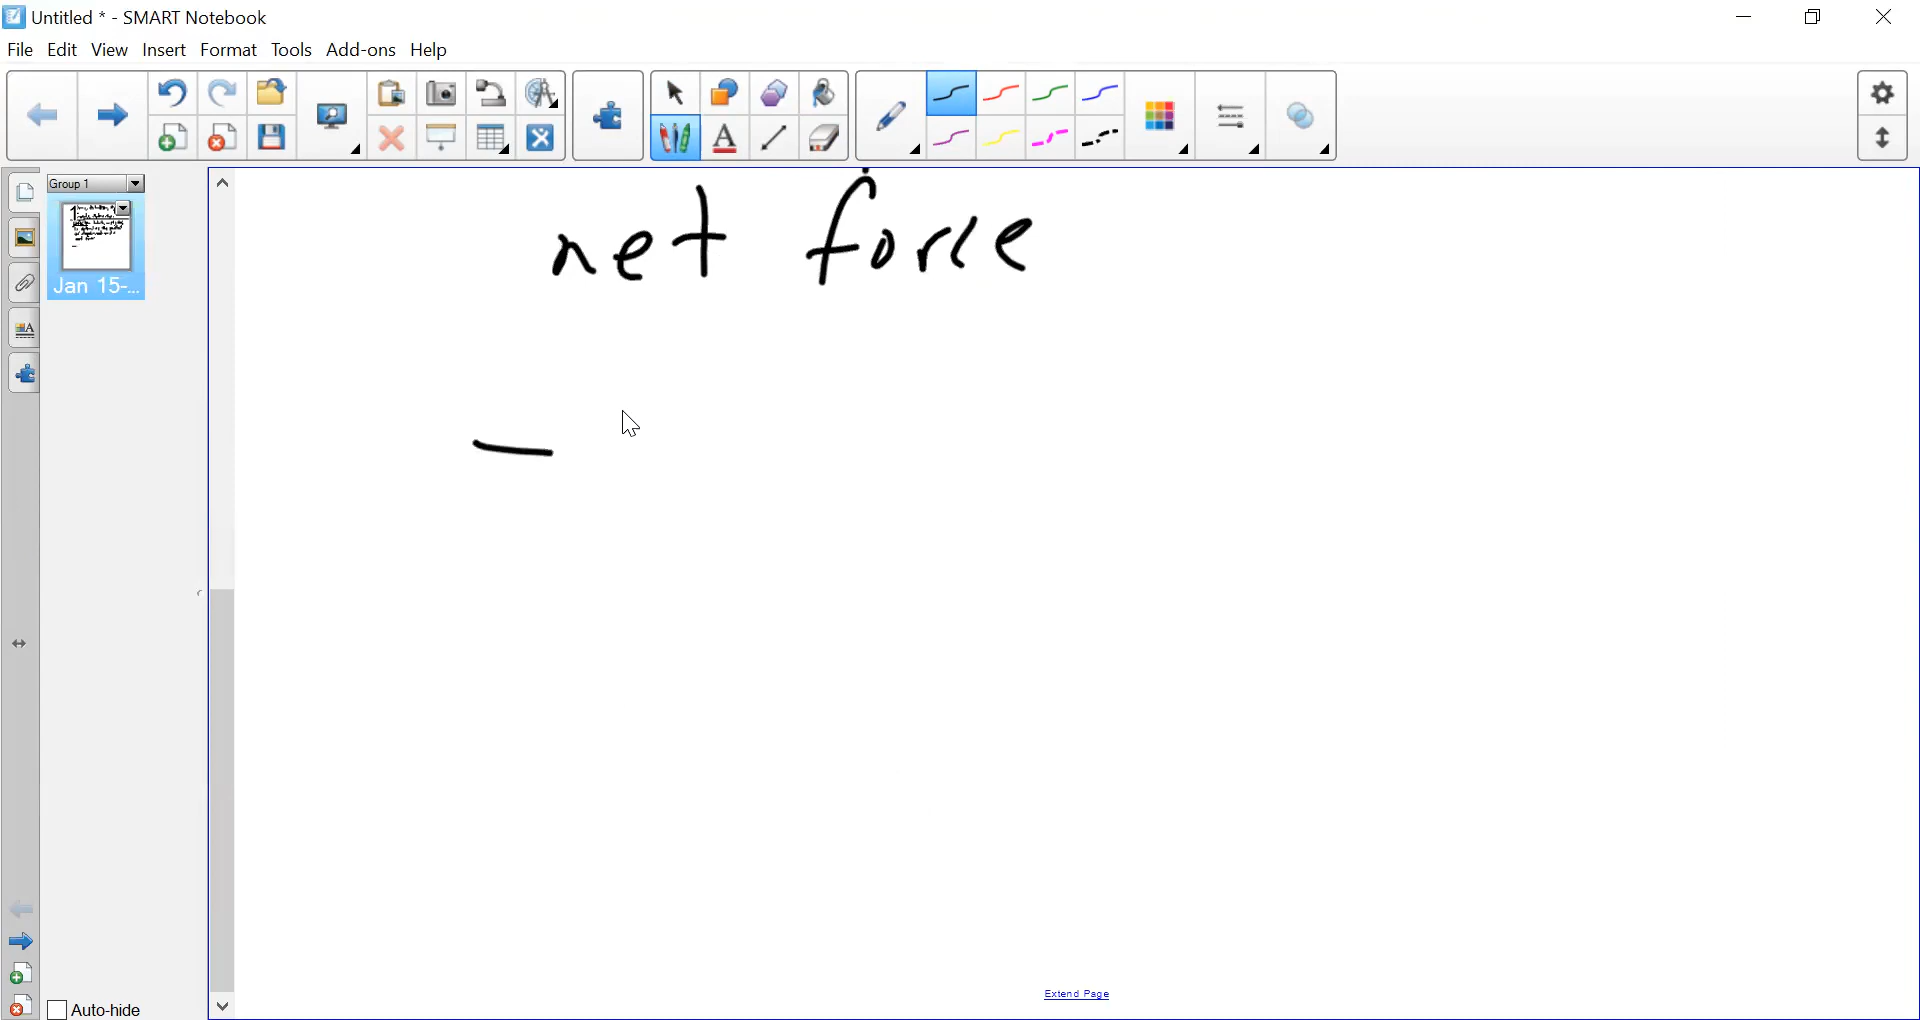 Untitled * - SMART Notebook
File Edit View Insert Format Tools Add-ons Help
Group 1
Jan 15-...
net force
—
Extend Page
Auto-hide